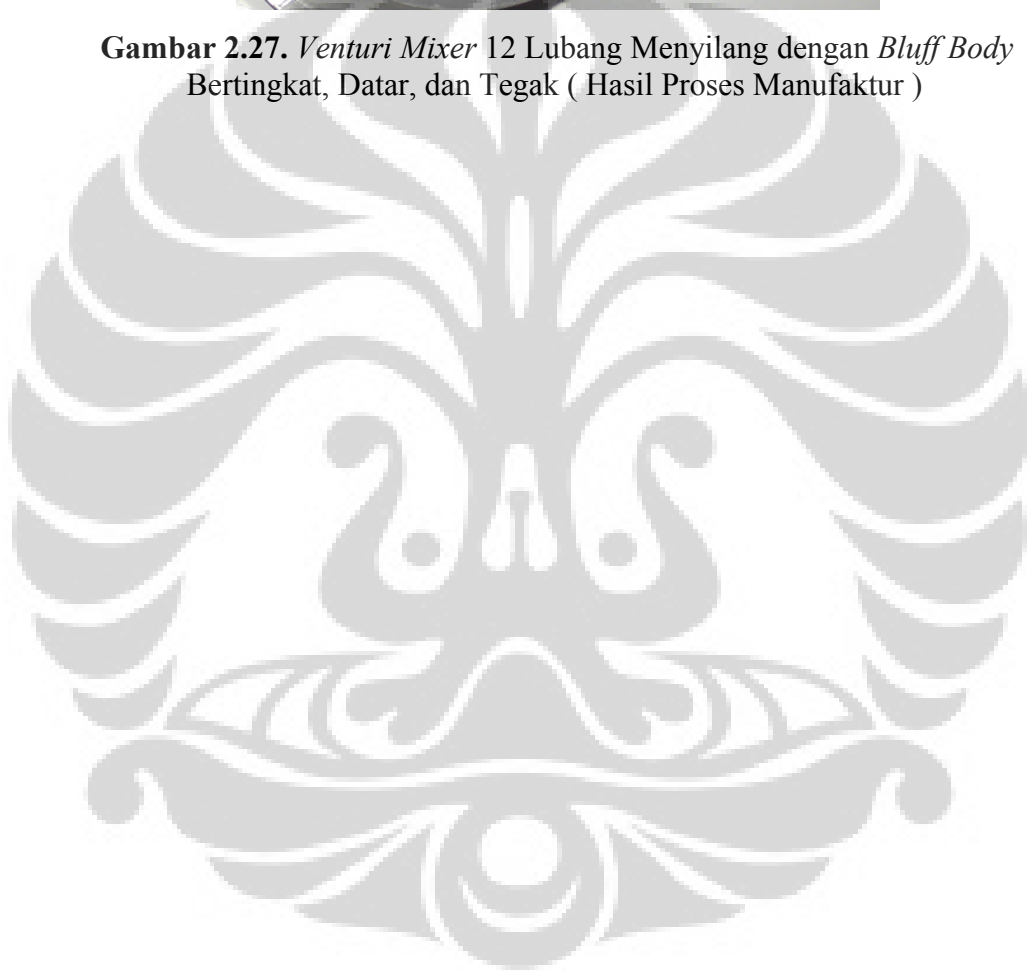 Gambar 2.27. Venturi Mixer 12 Lubang Menyilang dengan Bluff Body
Bertingkat, Datar, dan Tegak ( Hasil Proses Manufaktur )